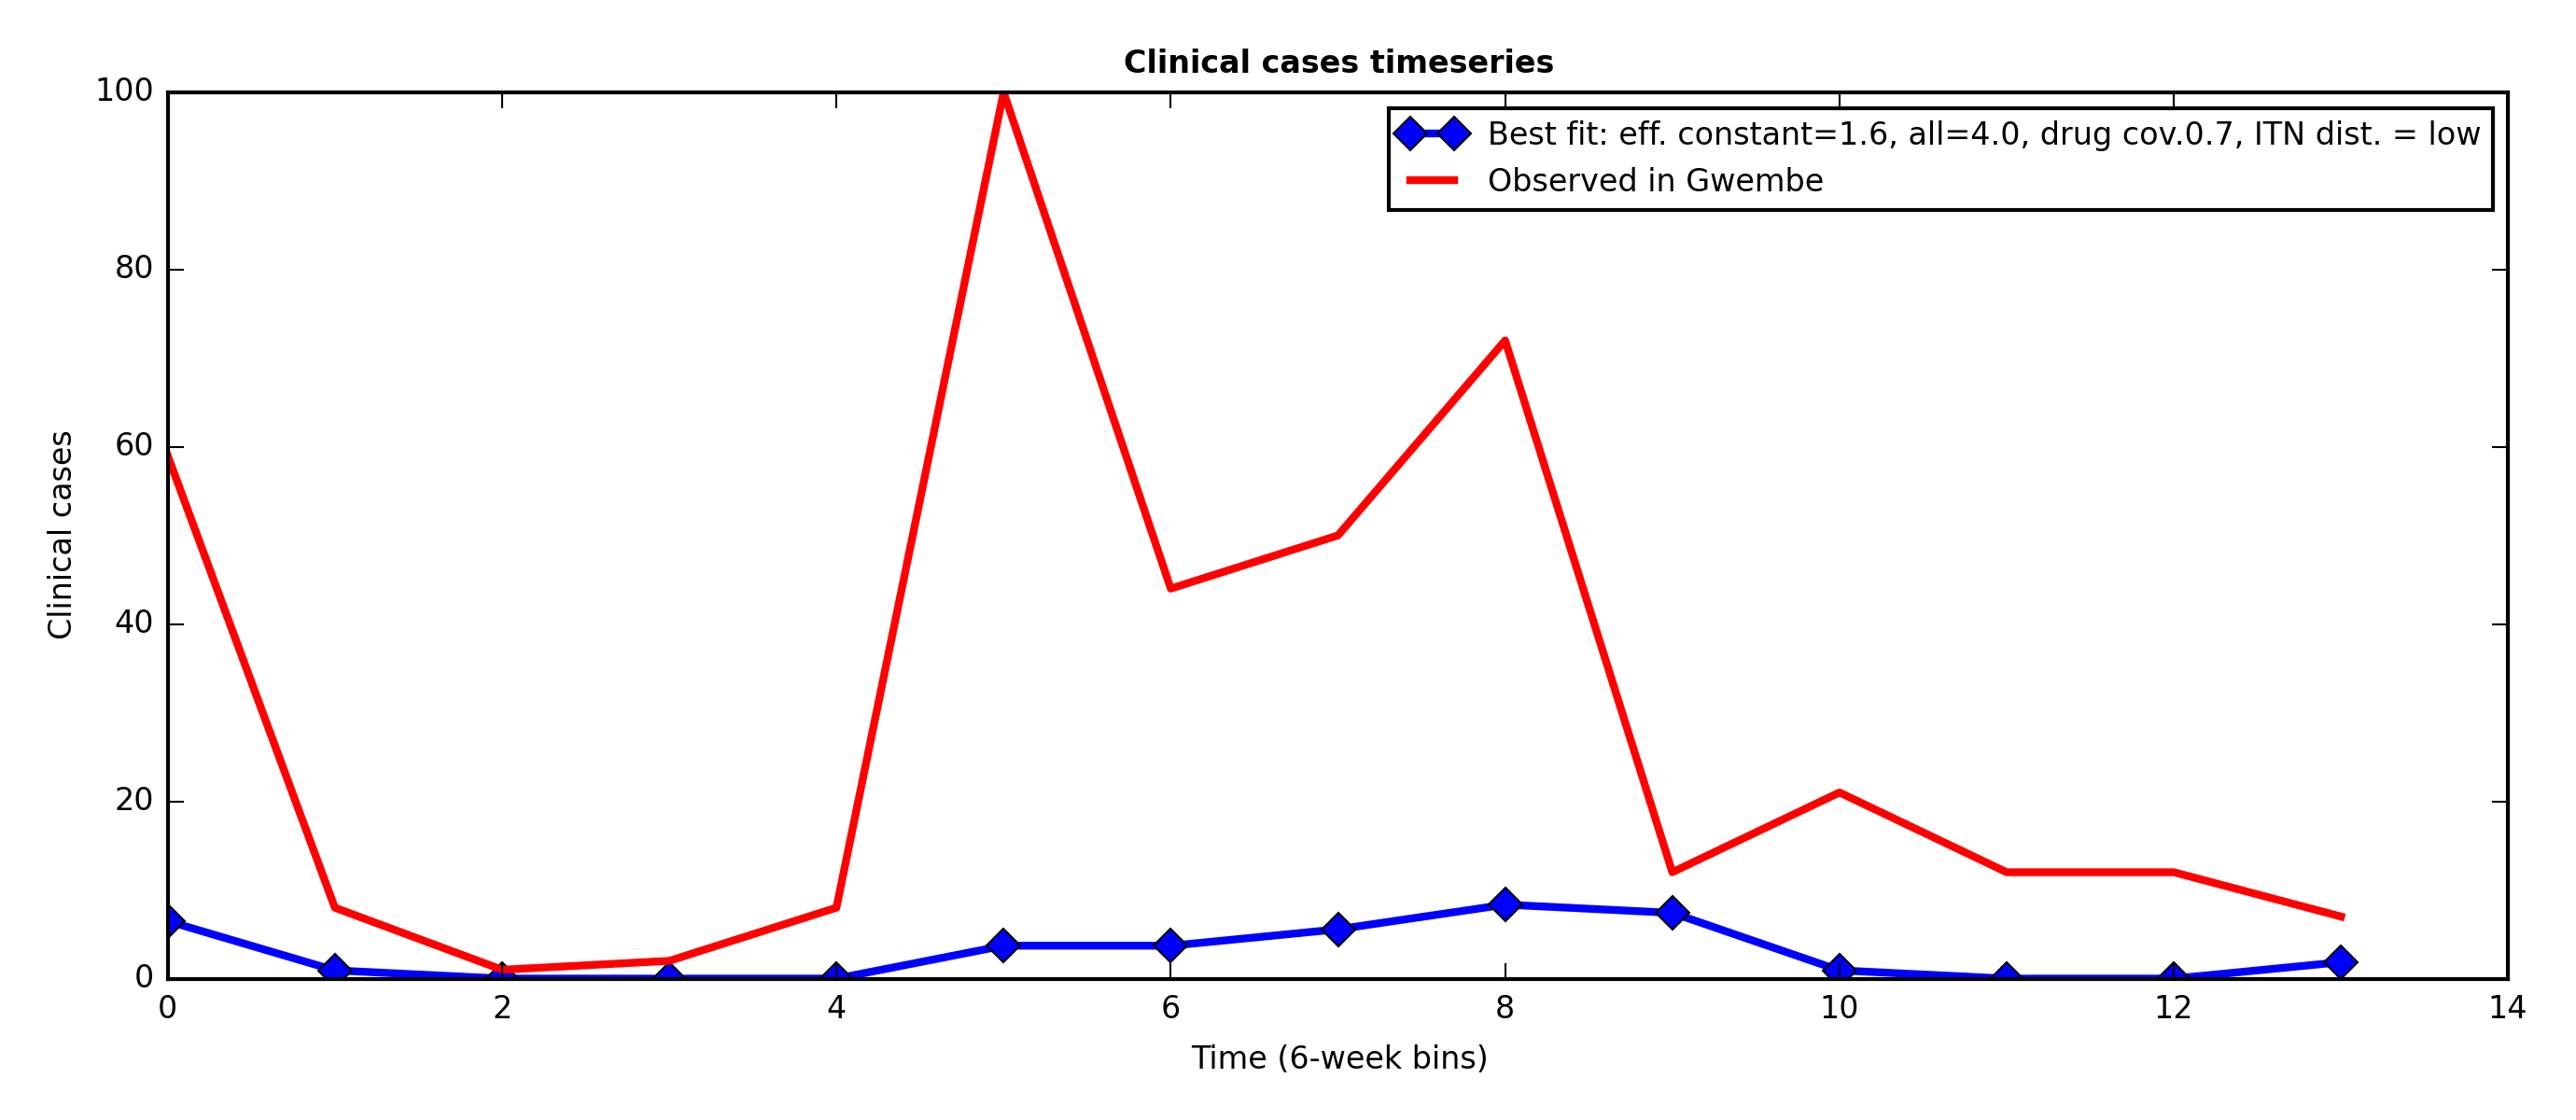 Clinical cases timeseries
100
80
60
40
20
0
Clinical cases
Best fit: eff. constant=1.6, all=4.0, drug cov.0.7, ITN dist. = low
Observed in Gwembe
0 2 4 6 8 10 12 14
Time (6-week bins)